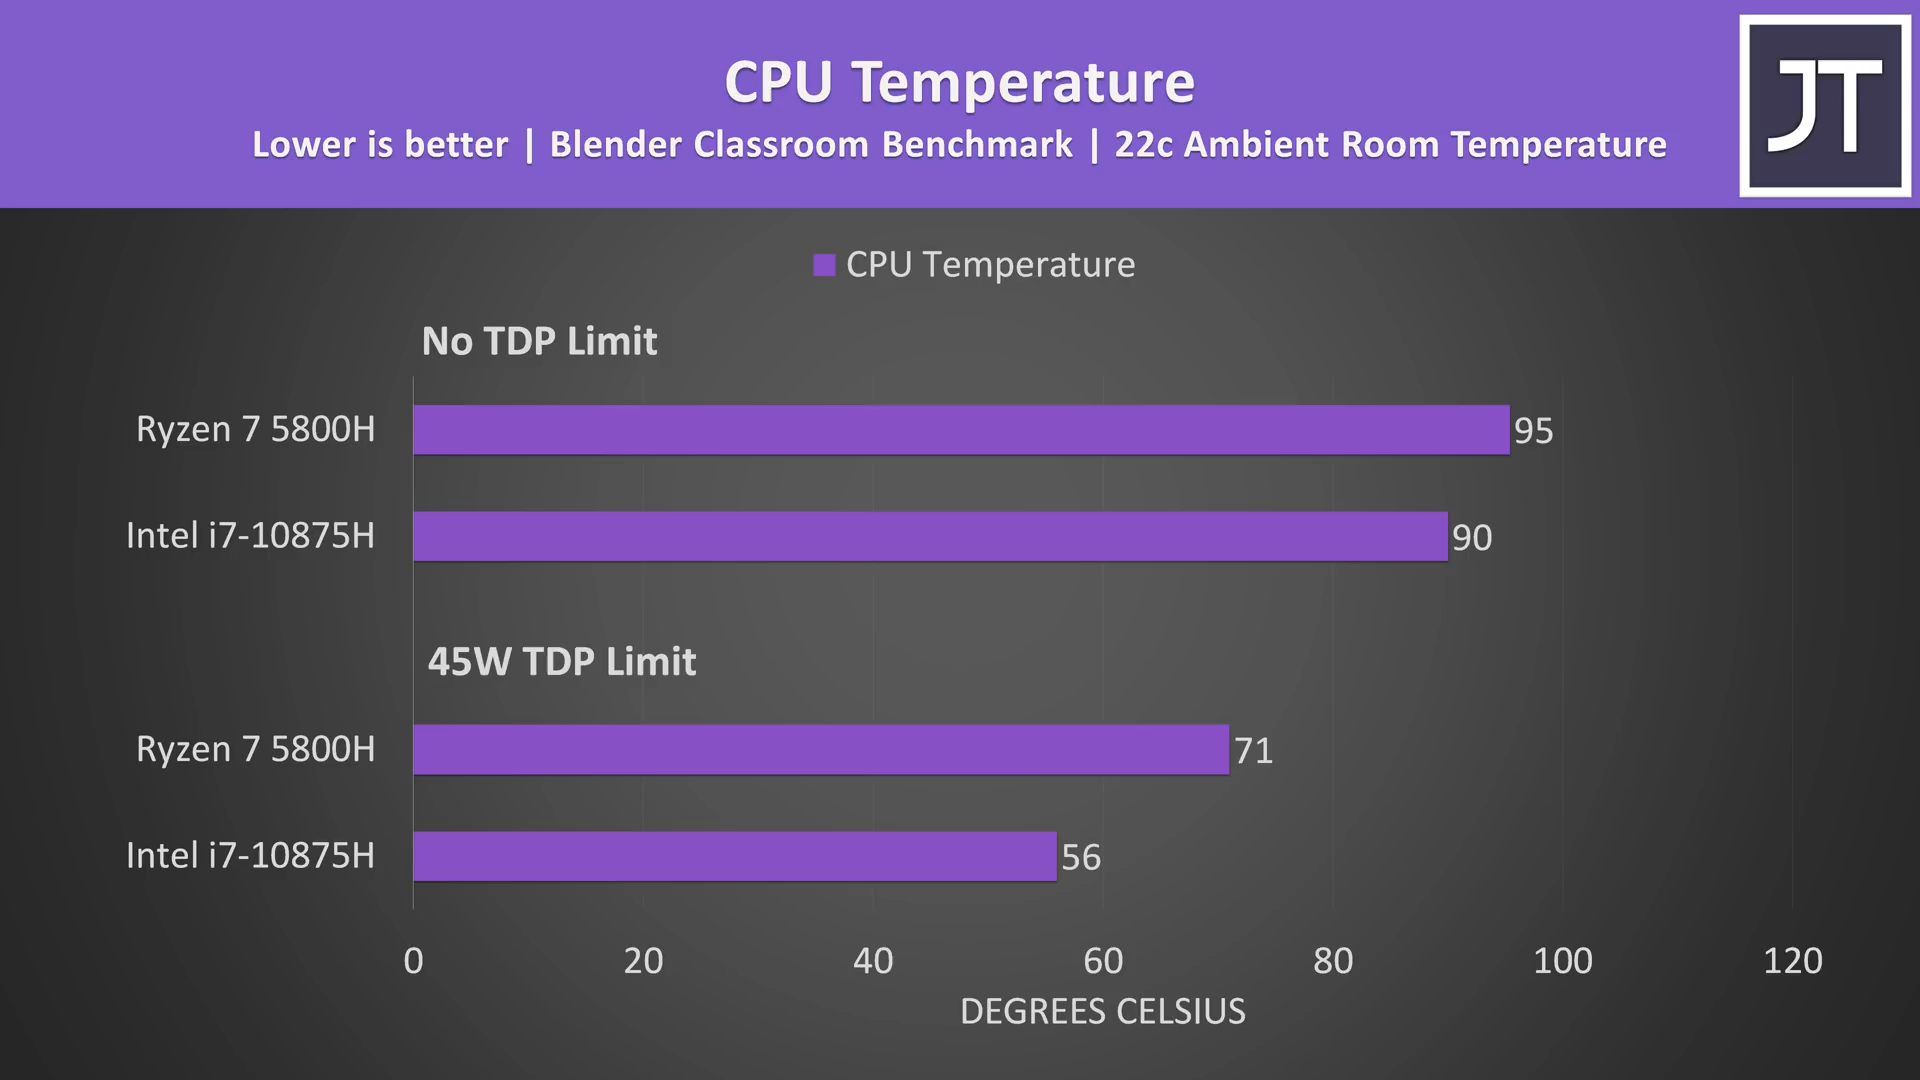 CPU Temperature
Lower is better | Blender Classroom Benchmark | 22c Ambient Room Temperature
JT
CPU Temperature
No TDP Limit
Ryzen 7 5800H 95
Intel i7-10875H 90
45W TDP Limit
Ryzen 7 5800H 71
Intel i7-10875H 56
0 20 40 60 80 100 120
DEGREES CELSIUS